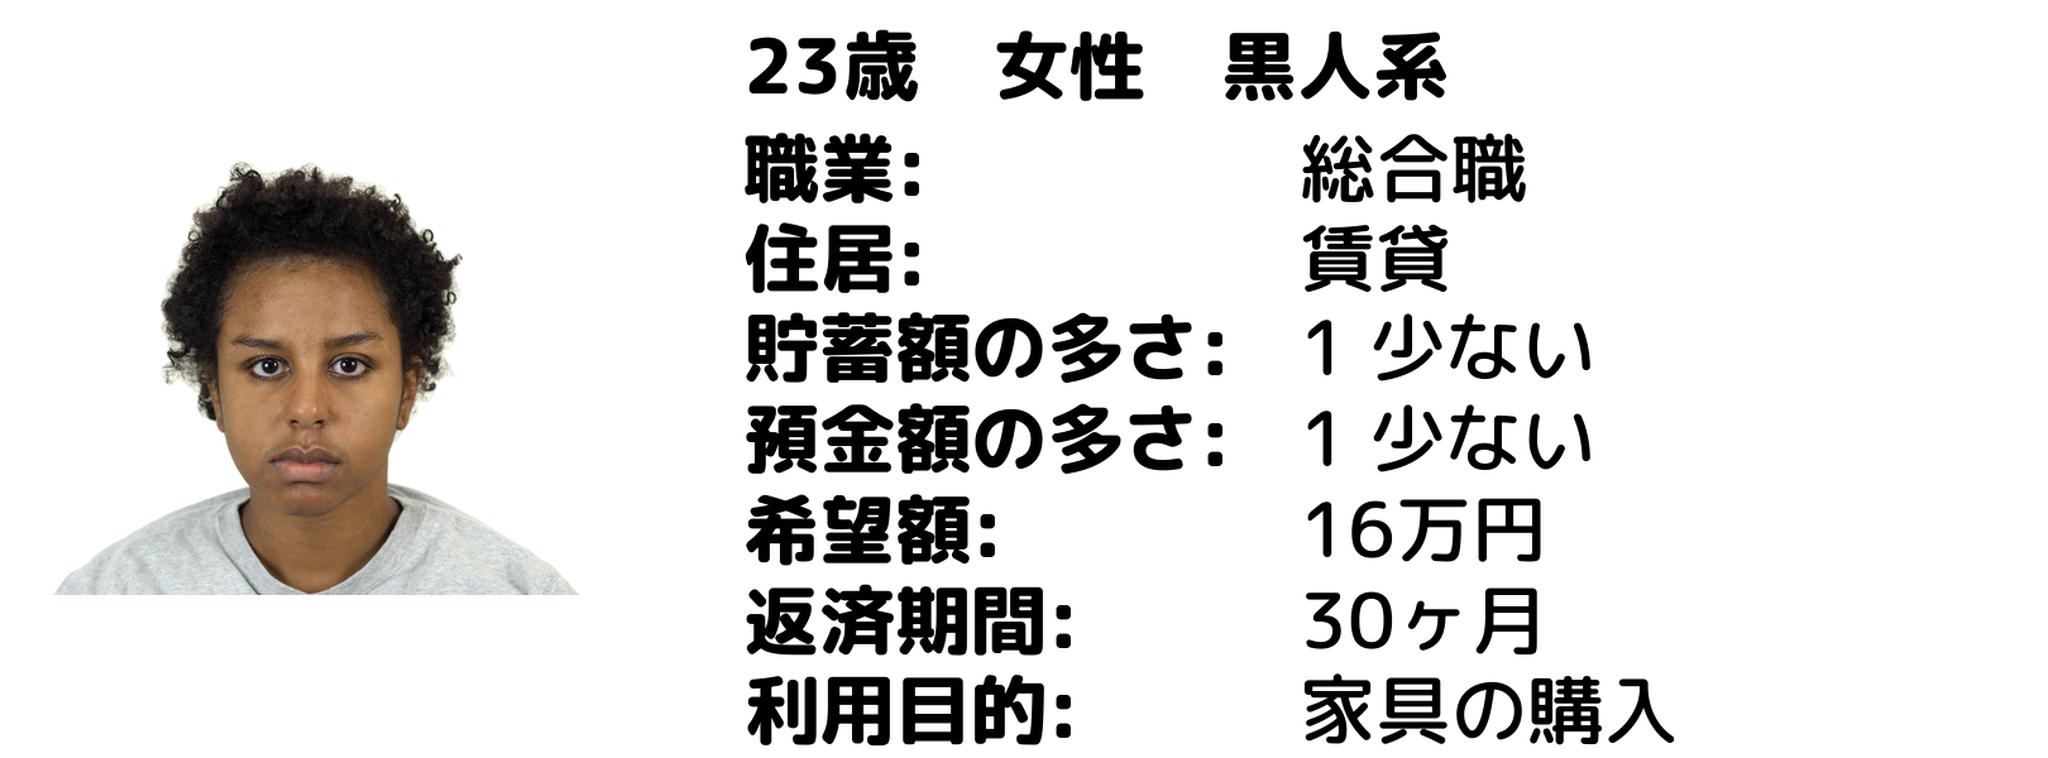 23歳　女性　黒人系
職業: 総合職
住居: 賃貸
貯蓄額の多さ: 1 少ない
預金額の多さ: 1 少ない
希望額: 16万円
返済期間: 30ヶ月
利用目的: 家具の購入